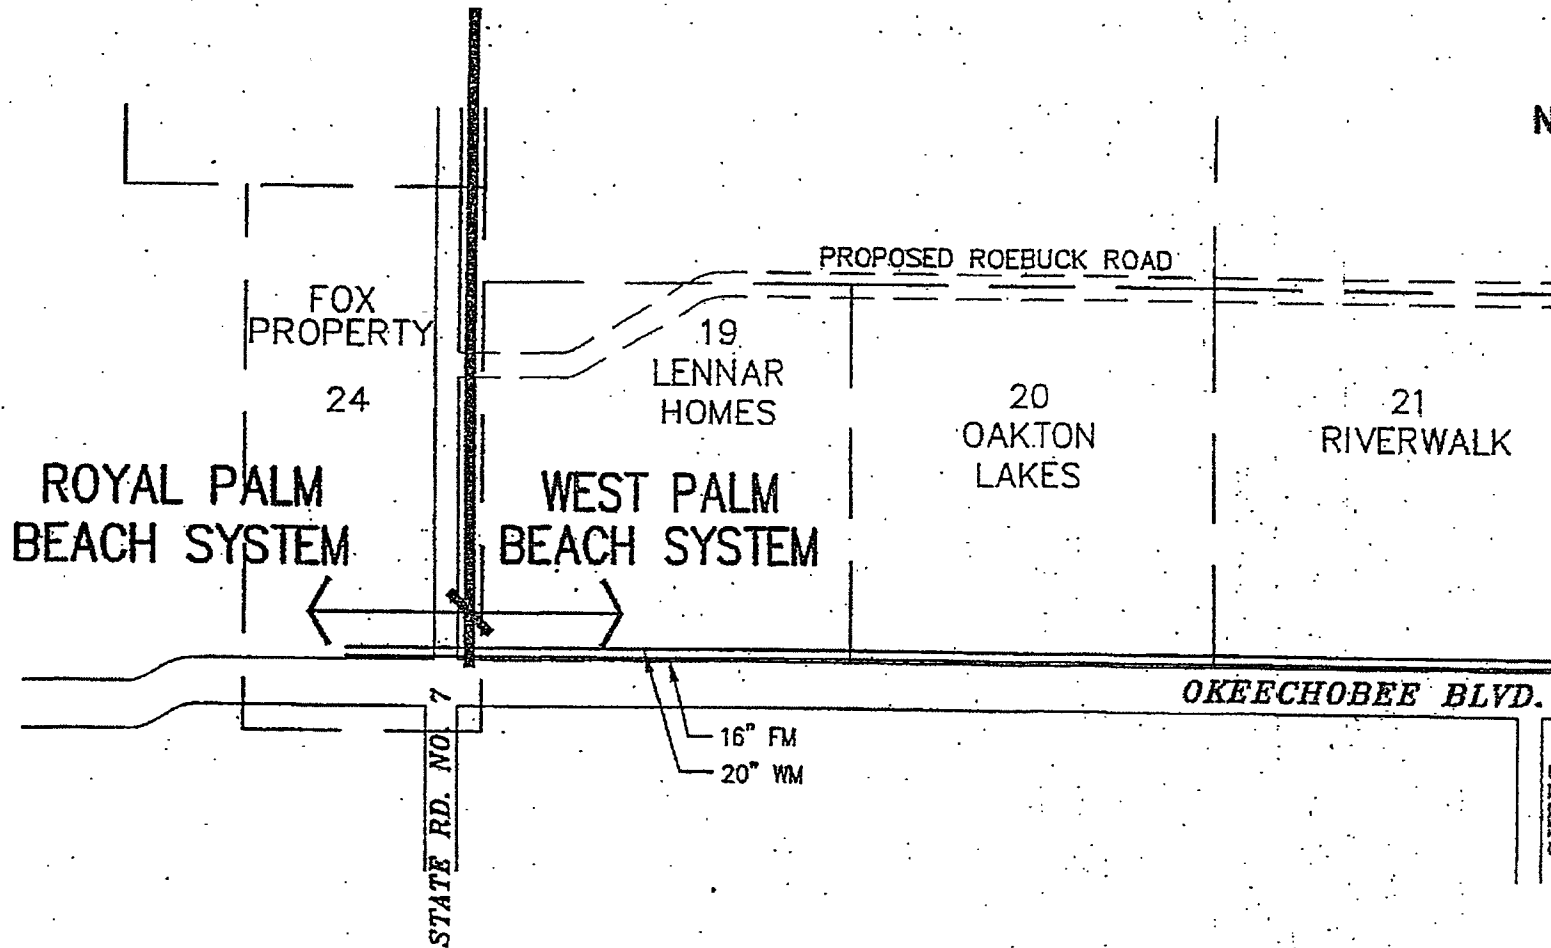 N
PROPOSED ROEBUCK ROAD
FOX
PROPERTY
24
19
LENNAR
HOMES
20
OAKTON
LAKES
21
RIVERWALK
ROYAL PALM
BEACH SYSTEM
WEST PALM
BEACH SYSTEM
OKEECHOBEE BLVD.
16" FM
20" WM
STATE RD. NO. 7